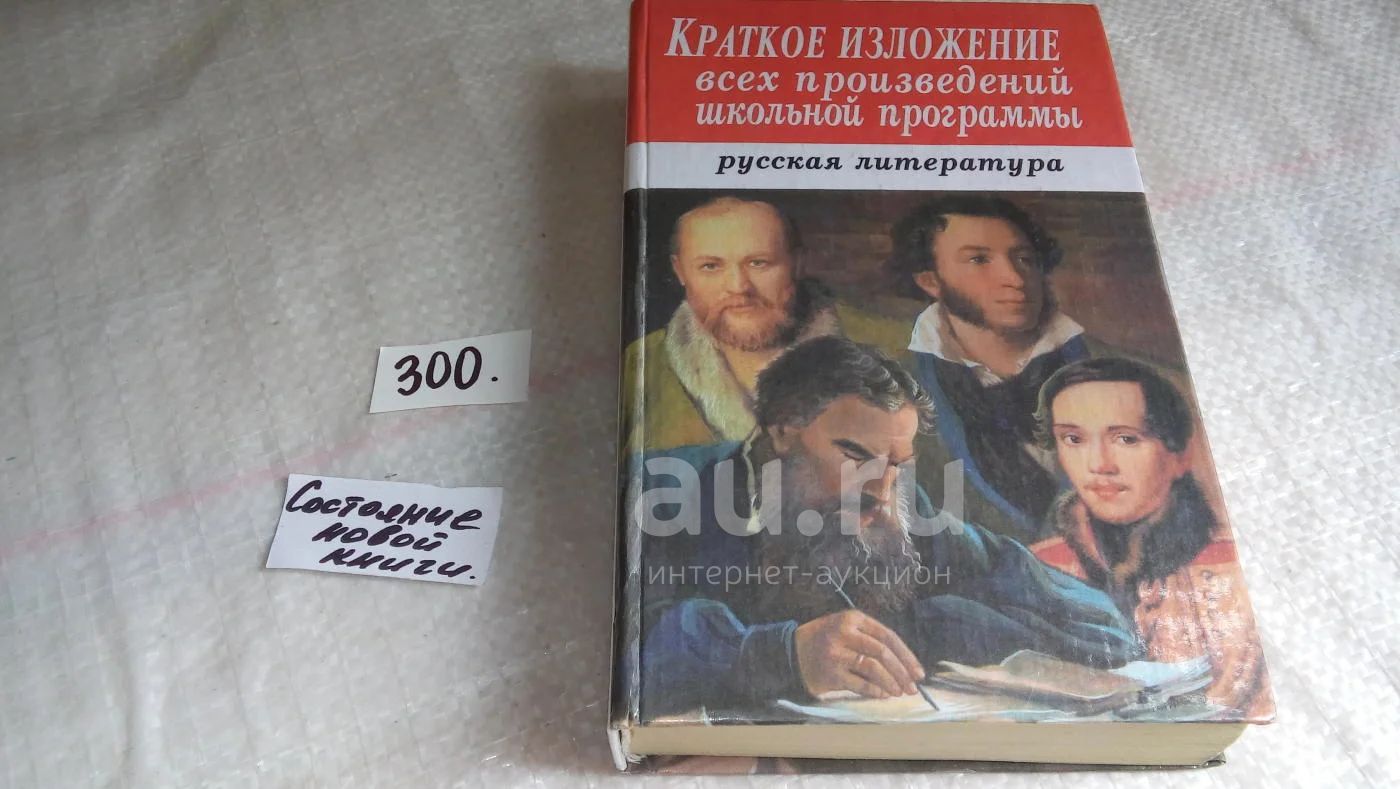 КРАТКОЕ ИЗЛОЖЕНИЕ
всех произведений
школьной программы
русская литература
300.
Состояние
новой
книги.
au.ru
интернет-аукцион